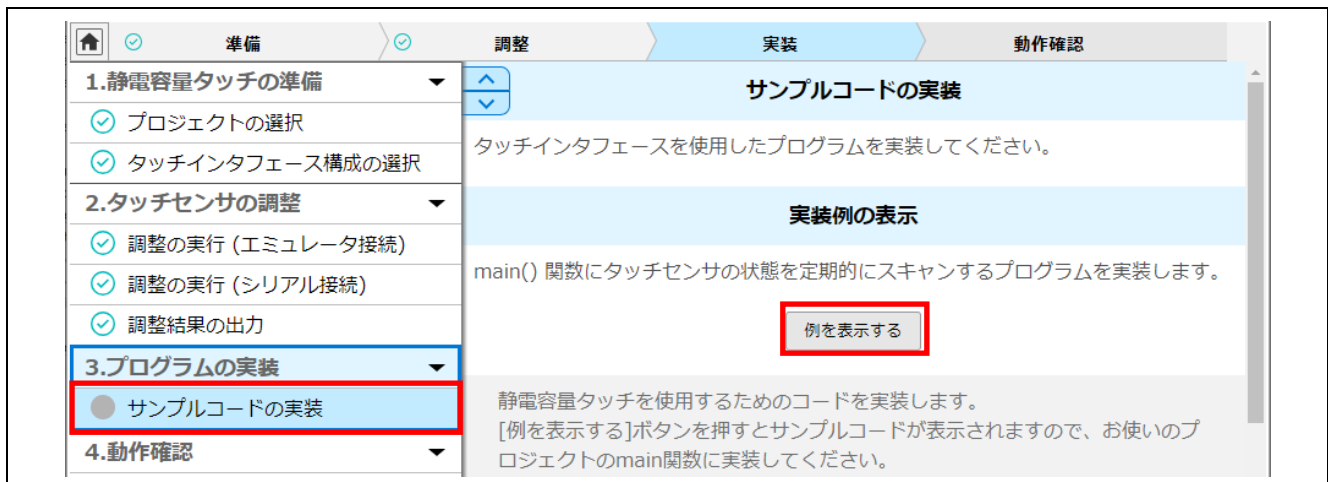 準備
調整
実装
動作確認
1.静電容量タッチの準備
プロジェクトの選択
タッチインタフェース構成の選択
2.タッチセンサの調整
調整の実行 (エミュレータ接続)
調整の実行 (シリアル接続)
調整結果の出力
3.プログラムの実装
サンプルコードの実装
4.動作確認
サンプルコードの実装
タッチインタフェースを使用したプログラムを実装してください。
実装例の表示
main() 関数にタッチセンサの状態を定期的にスキャンするプログラムを実装します。
例を表示する
静電容量タッチを使用するためのコードを実装します。
[例を表示する]ボタンを押すとサンプルコードが表示されますので、お使いのプ
ロジェクトのmain関数に実装してください。